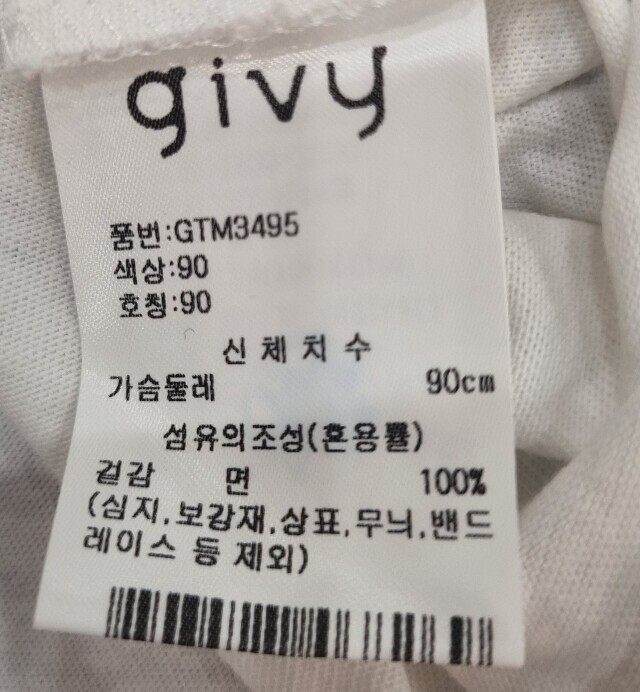 givy
품번:GTM3495
색상:90
호칭:90
신체치수
가슴둘레 90cm
섬유의조성(혼용률)
겉감 면 100%
(심지,보강재,상표,무늬,밴드
레이스 등 제외)